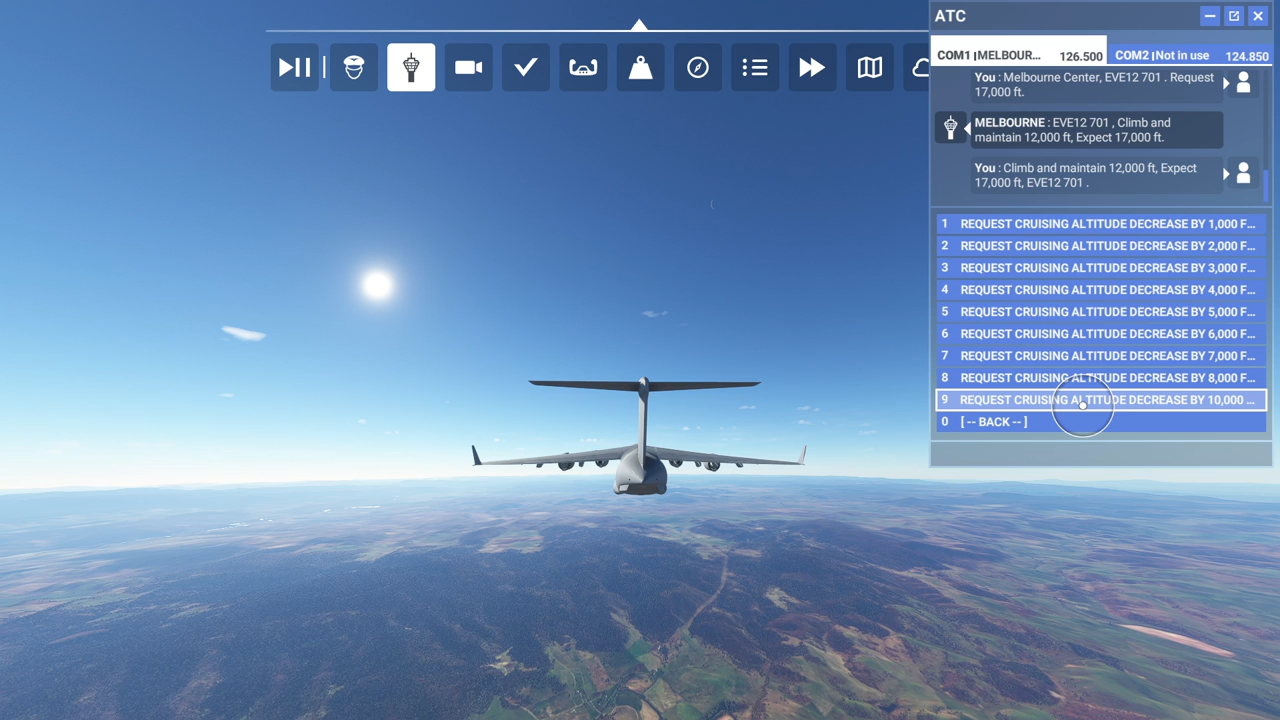 ATC
COM1 |MELBOUR... 126.500
COM2 |Not in use 124.850
You : Melbourne Center, EVE12 701 . Request
17,000 ft.
MELBOURNE : EVE12 701 , Climb and
maintain 12,000 ft, Expect 17,000 ft.
You : Climb and maintain 12,000 ft, Expect
17,000 ft, EVE12 701 .
1 REQUEST CRUISING ALTITUDE DECREASE BY 1,000 F...
2 REQUEST CRUISING ALTITUDE DECREASE BY 2,000 F...
3 REQUEST CRUISING ALTITUDE DECREASE BY 3,000 F...
4 REQUEST CRUISING ALTITUDE DECREASE BY 4,000 F...
5 REQUEST CRUISING ALTITUDE DECREASE BY 5,000 F...
6 REQUEST CRUISING ALTITUDE DECREASE BY 6,000 F...
7 REQUEST CRUISING ALTITUDE DECREASE BY 7,000 F...
8 REQUEST CRUISING ALTITUDE DECREASE BY 8,000 F...
9 REQUEST CRUISING ALTITUDE DECREASE BY 10,000 ...
0 [ -- BACK -- ]